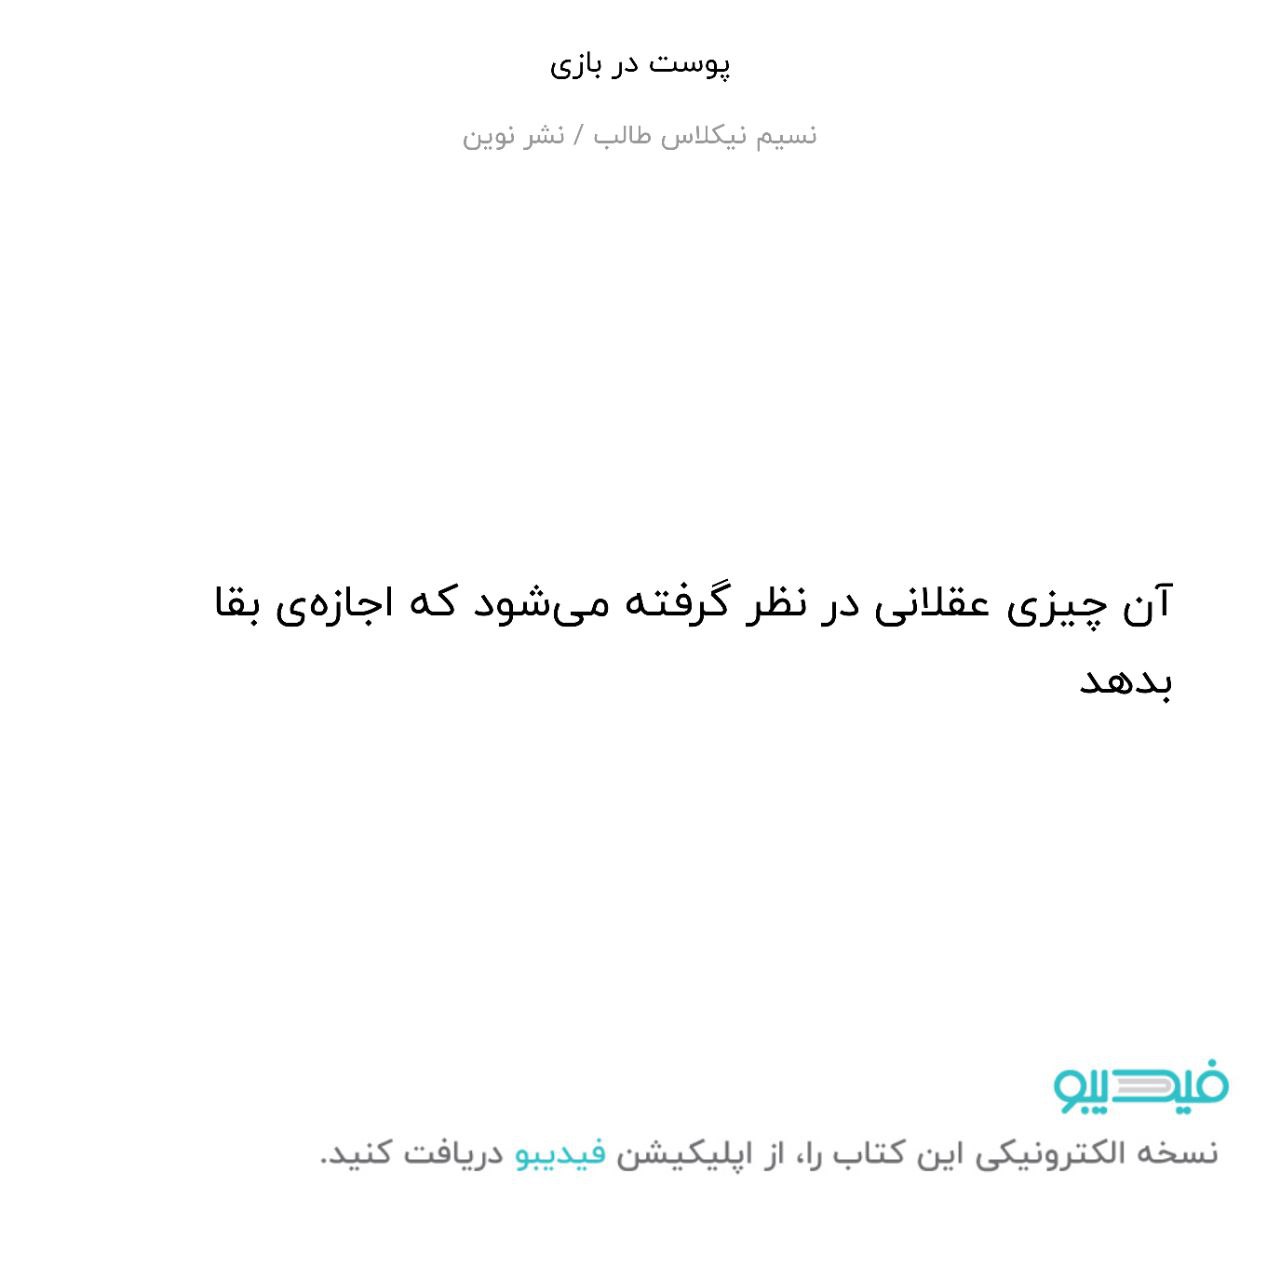 پوست در بازی
نسیم نیکلاس طالب / نشر نوین
آن چیزی عقلانی در نظر گرفته می‌شود که اجازه‌ی بقا
بدهد
فیدیبو
نسخه الکترونیکی این کتاب را، از اپلیکیشن فیدیبو دریافت کنید.